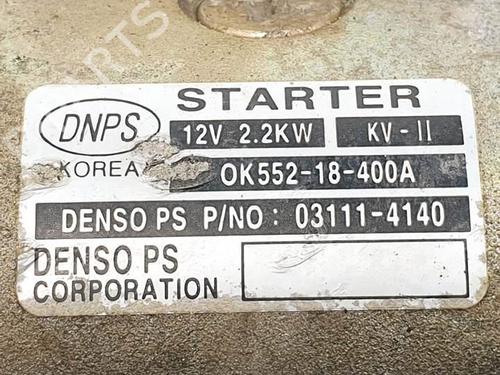 PARTS
DNPS
KOREA
STARTER
12V 2.2KW KV-II
OK552-18-400A
DENSO PS P/NO: 03111-4140
DENSO PS
CORPORATION